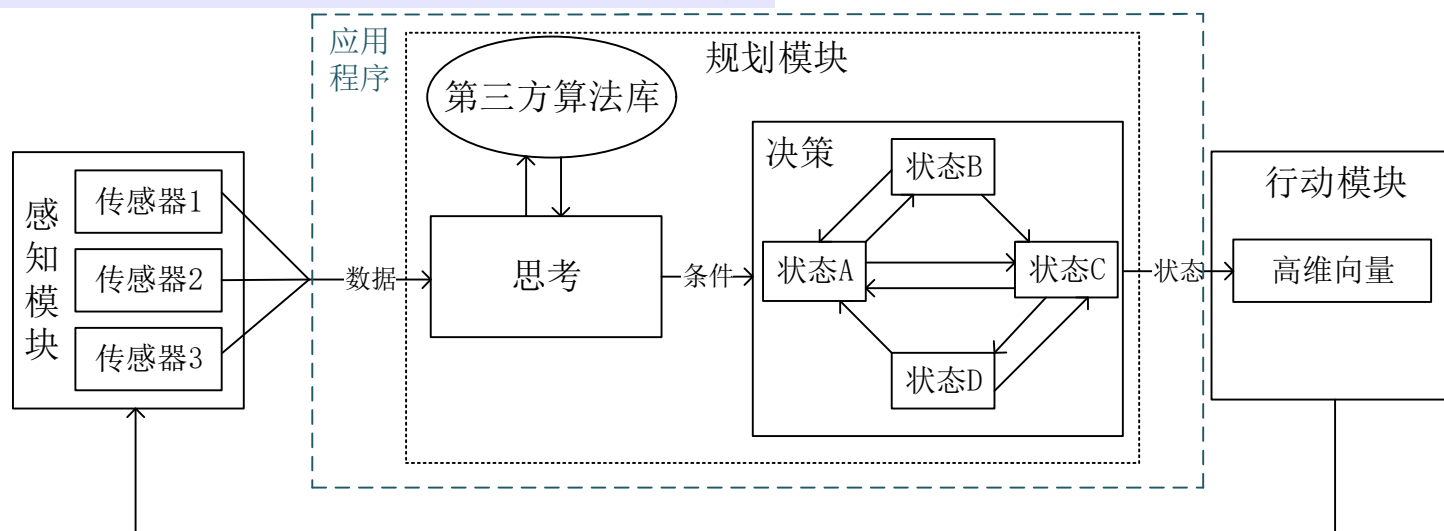 应用
程序
规划模块
第三方算法库
感知模块
传感器1
传感器2
传感器3
数据
思考
条件
决策
状态B
状态A
状态C
状态D
状态
行动模块
高维向量